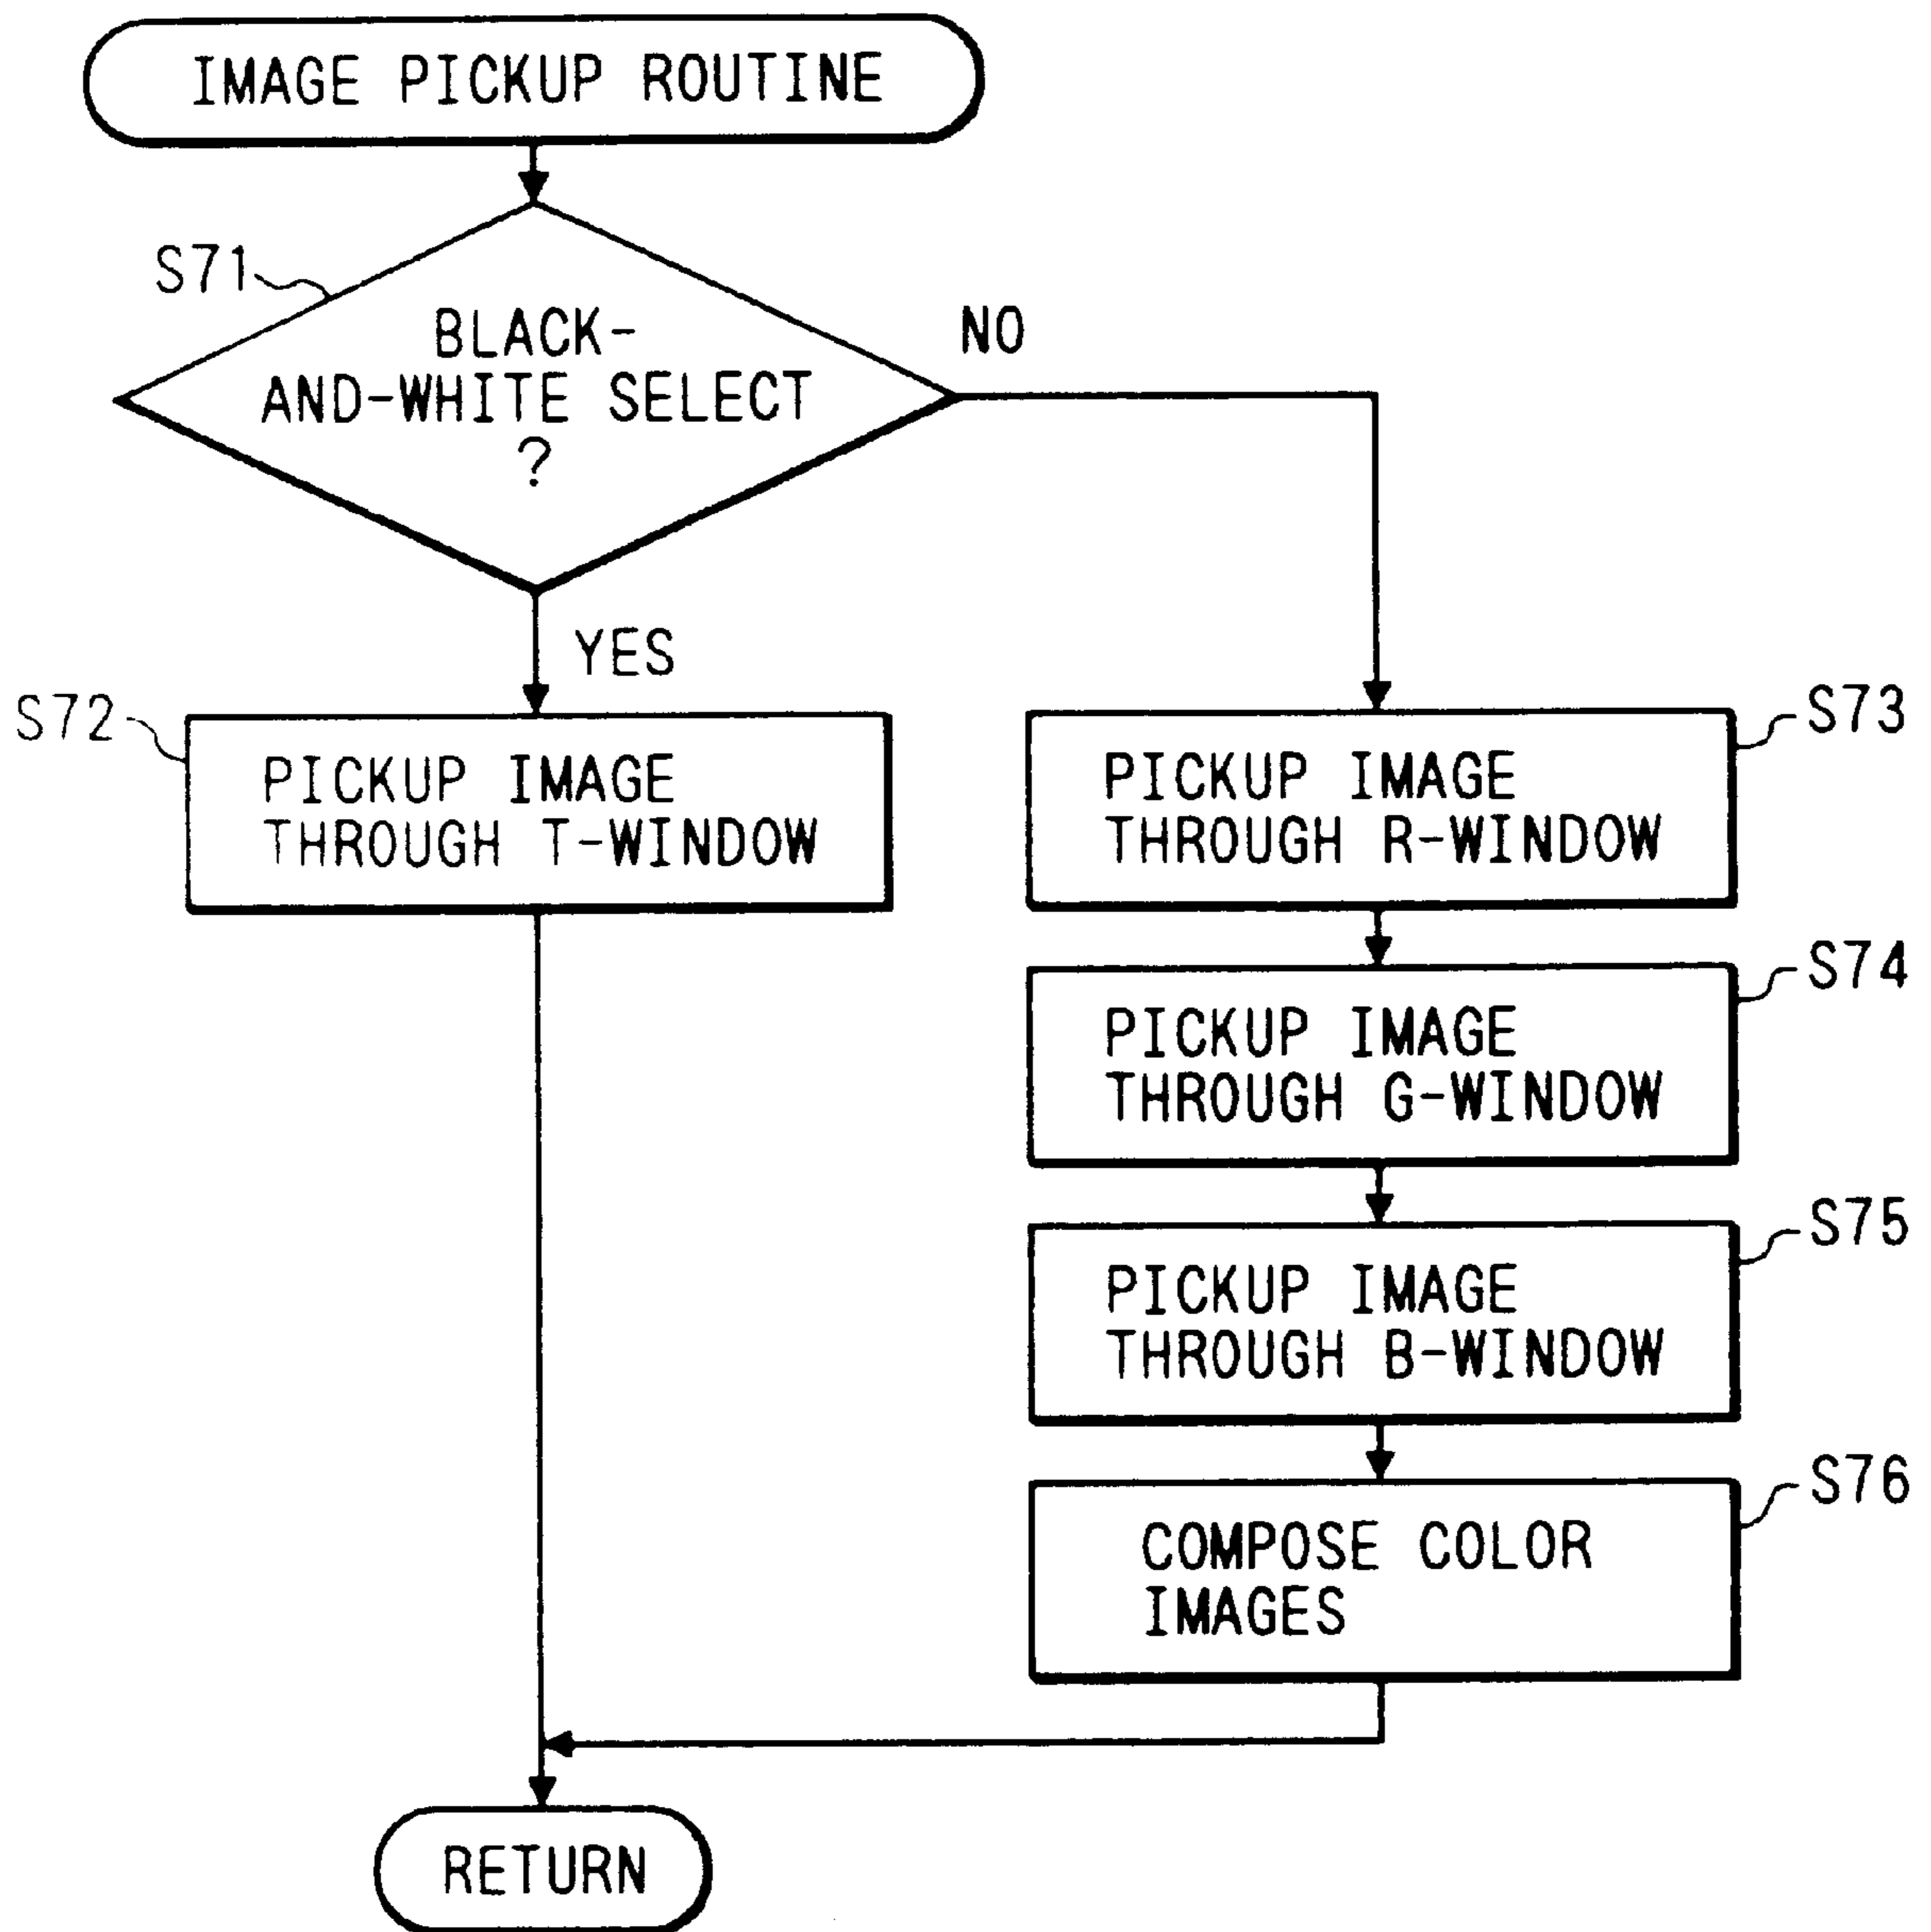 IMAGE PICKUP ROUTINE
S71
BLACK-
AND-WHITE SELECT
?
NO
YES
S72
PICKUP IMAGE
THROUGH T-WINDOW
S73
PICKUP IMAGE
THROUGH R-WINDOW
S74
PICKUP IMAGE
THROUGH G-WINDOW
S75
PICKUP IMAGE
THROUGH B-WINDOW
S76
COMPOSE COLOR
IMAGES
RETURN